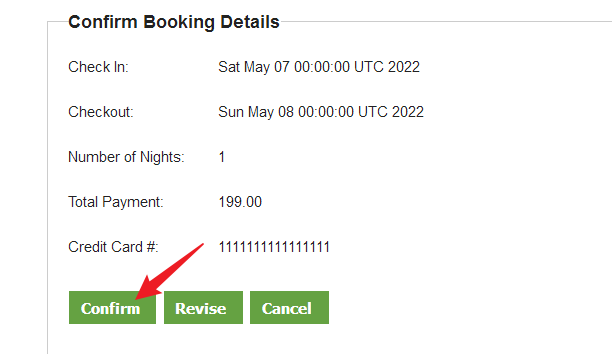 Confirm Booking Details
Check In: Sat May 07 00:00:00 UTC 2022
Checkout: Sun May 08 00:00:00 UTC 2022
Number of Nights: 1
Total Payment: 199.00
Credit Card #: 1111111111111111
Confirm Revise Cancel